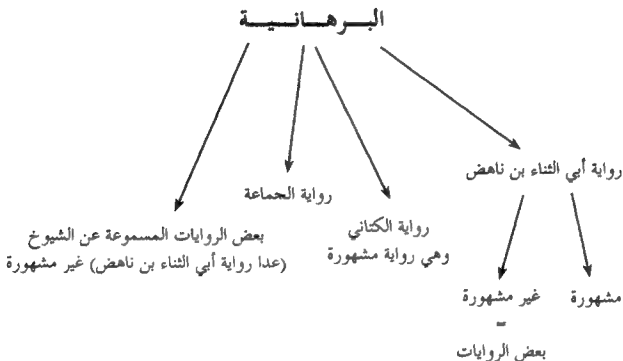 البرهانية
رواية أبي الثناء بن ناهض
رواية الجماعة
رواية الكتاني
وهي رواية مشهورة
بعض الروايات المسموعة عن الشيوخ
(عدا رواية أبي الثناء بن ناهض) غير مشهورة
مشهورة
غير مشهورة
=
بعض الروايات